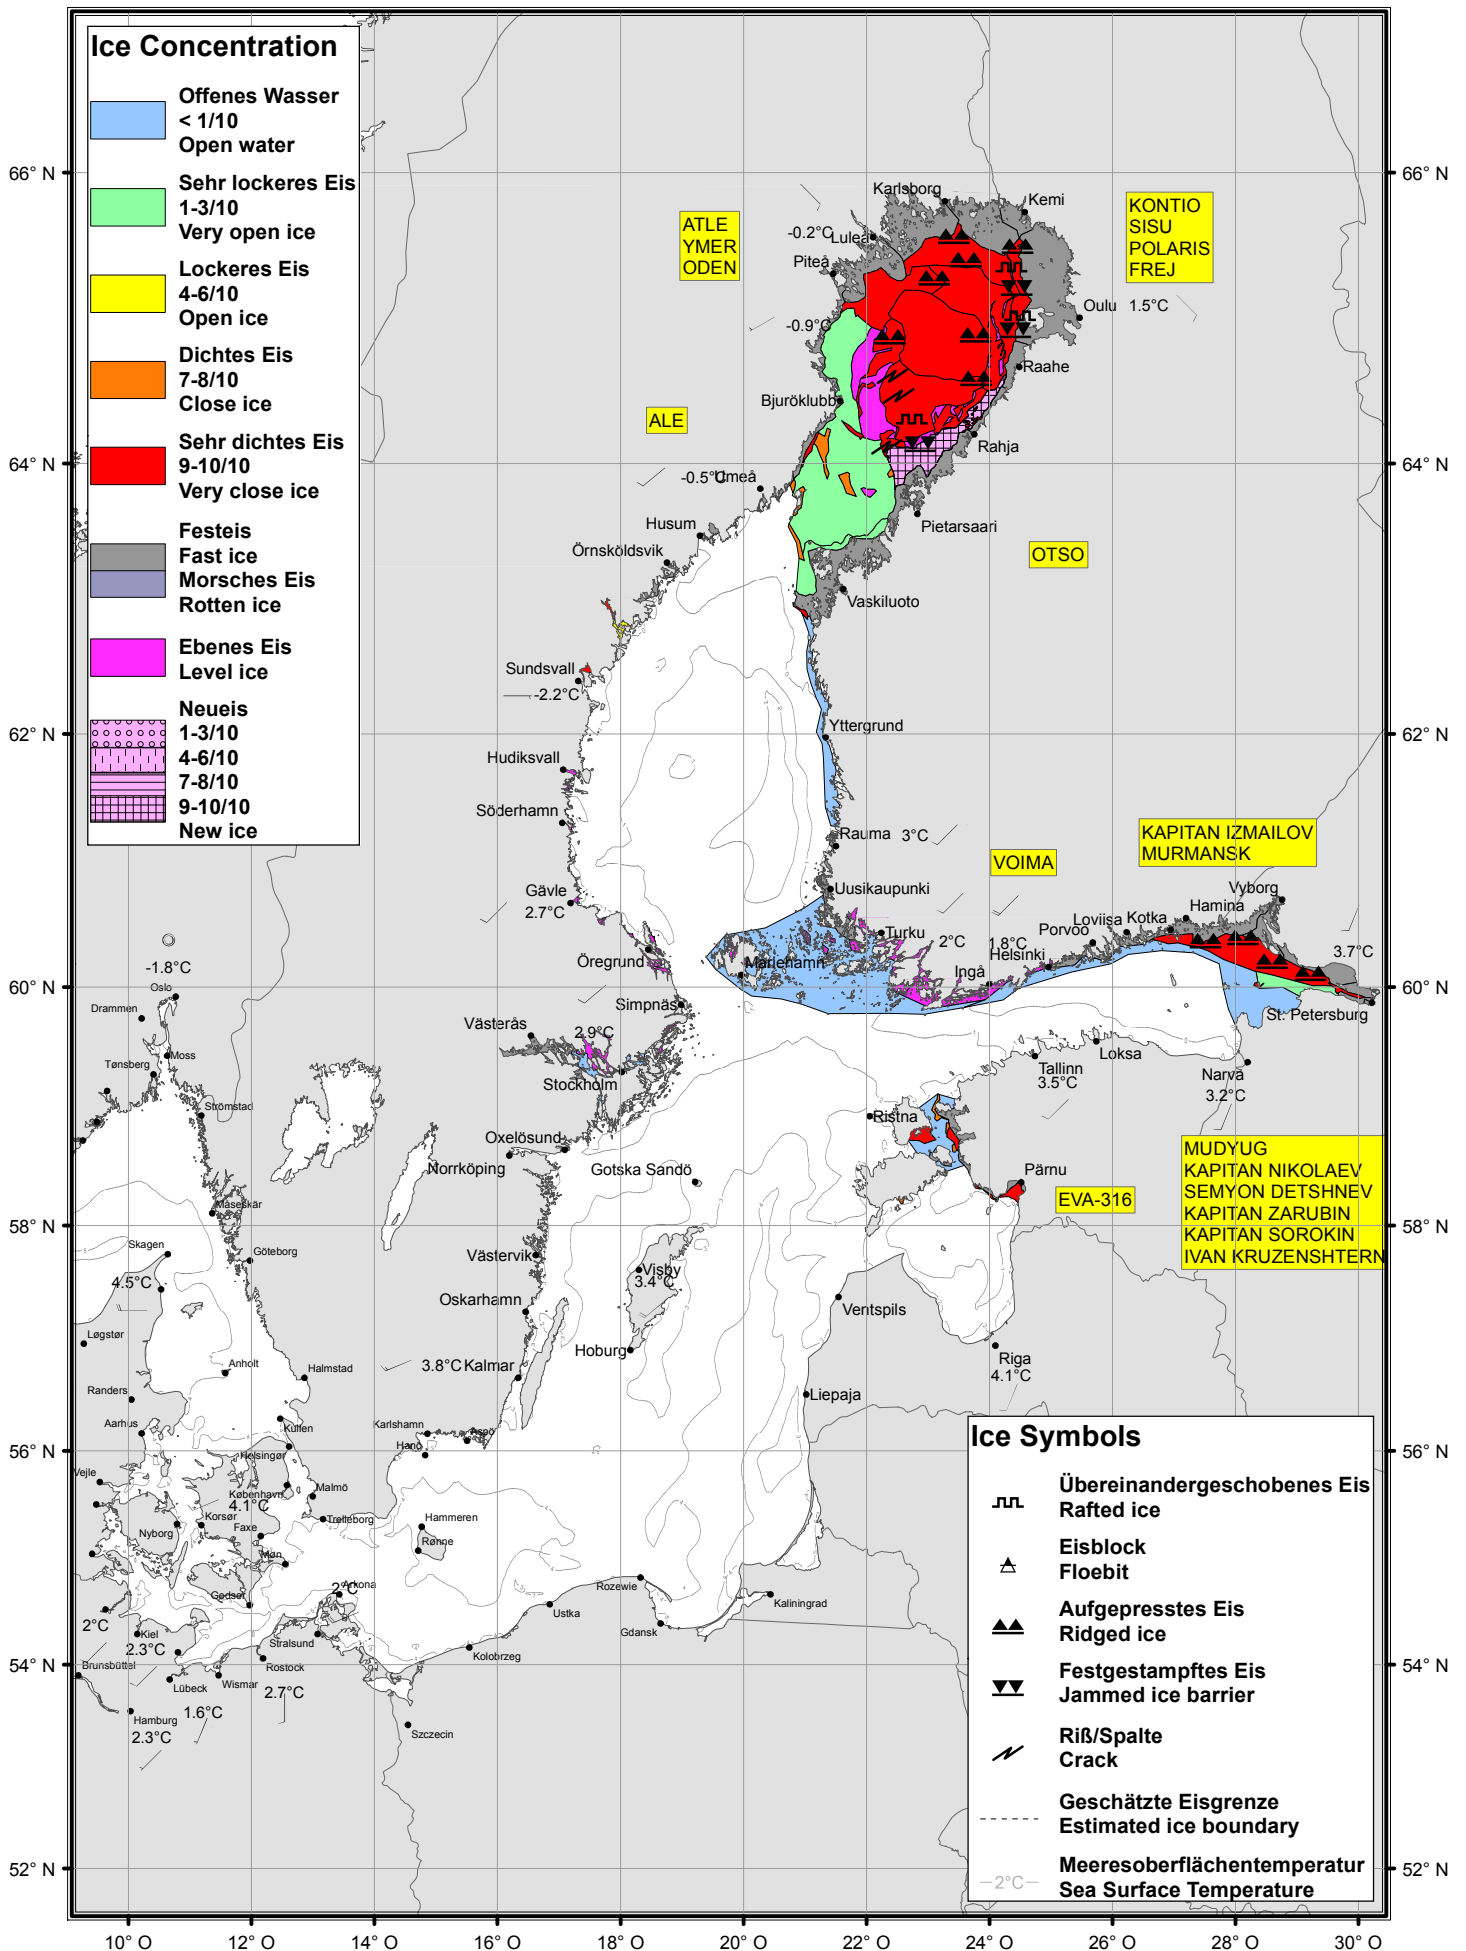 Ice Concentration
Offenes Wasser
< 1/10
Open water
Sehr lockeres Eis
1-3/10
Very open ice
Lockeres Eis
4-6/10
Open ice
Dichtes Eis
7-8/10
Close ice
Sehr dichtes Eis
9-10/10
Very close ice
Festeis
Fast ice
Morsches Eis
Rotten ice
Ebenes Eis
Level ice
Neueis
1-3/10
4-6/10
7-8/10
9-10/10
New ice
66° N
66° N
64° N
64° N
62° N
62° N
60° N
60° N
58° N
58° N
56° N
56° N
54° N
54° N
52° N
52° N
ATLE
YMER
ODEN
KONTIO
SISU
POLARIS
FREJ
ALE
OTSO
VOIMA
KAPITAN IZMAILOV
MURMANSK
EVA-316
MUDYUG
KAPITAN NIKOLAEV
SEMYON DETSHNEV
KAPITAN ZARUBIN
KAPITAN SOROKIN
IVAN KRUZENSHTERN
Karlsborg
Kemi
-0.2°C
Luleå
Piteå
Oulu
1.5°C
-0.9°C
Raahe
Bjuröklubb
Rahja
-0.5°C
Umeå
Pietarsaari
Husum
Örnsköldsvik
Vaskiluoto
Sundsvall
-2.2°C
Yttergrund
Hudiksvall
Söderhamn
Rauma
3°C
Gävle
2.7°C
Uusikaupunki
Vyborg
Hamina
Loviisa
Kotka
Porvoo
Turku
2°C
1.8°C
Helsinki
3.7°C
Öregrund
Mariehamn
Ingå
-1.8°C
Oslo
Drammen
Simpnäs
St. Petersburg
Västerås
2.9°C
Moss
Tønsberg
Stockholm
Loksa
Tallinn
3.5°C
Narva
3.2°C
Strömstad
Ristna
Oxelösund
Norrköping
Gotska Sandö
Pärnu
Måseskär
Skagen
Göteborg
Västervik
Visby
3.4°C
4.5°C
Oskarhamn
Ventspils
Løgstør
Hoburg
Anholt
Halmstad
3.8°C
Kalmar
Riga
4.1°C
Randers
Liepaja
Aarhus
Kullen
Karlshamn
Aspö
Hanö
Helsingør
Vejle
København
4.1°C
Malmö
Nyborg
Korsør
Faxe
Trelleborg
Hammeren
Rønne
Møn
Gedser
2°C
Arkona
Rozewie
Kaliningrad
2°C
Ustka
Gdansk
Kiel
2.3°C
Stralsund
Kolobrzeg
Brunsbüttel
Rostock
Lübeck
Wismar
2.7°C
1.6°C
Hamburg
2.3°C
Szczecin
Ice Symbols
Übereinandergeschobenes Eis
Rafted ice
Eisblock
Floebit
Aufgepresstes Eis
Ridged ice
Festgestampftes Eis
Jammed ice barrier
Riß/Spalte
Crack
Geschätzte Eisgrenze
Estimated ice boundary
2°C
Meeresoberflächentemperatur
Sea Surface Temperature
10° O
12° O
14° O
16° O
18° O
20° O
22° O
24° O
26° O
28° O
30° O